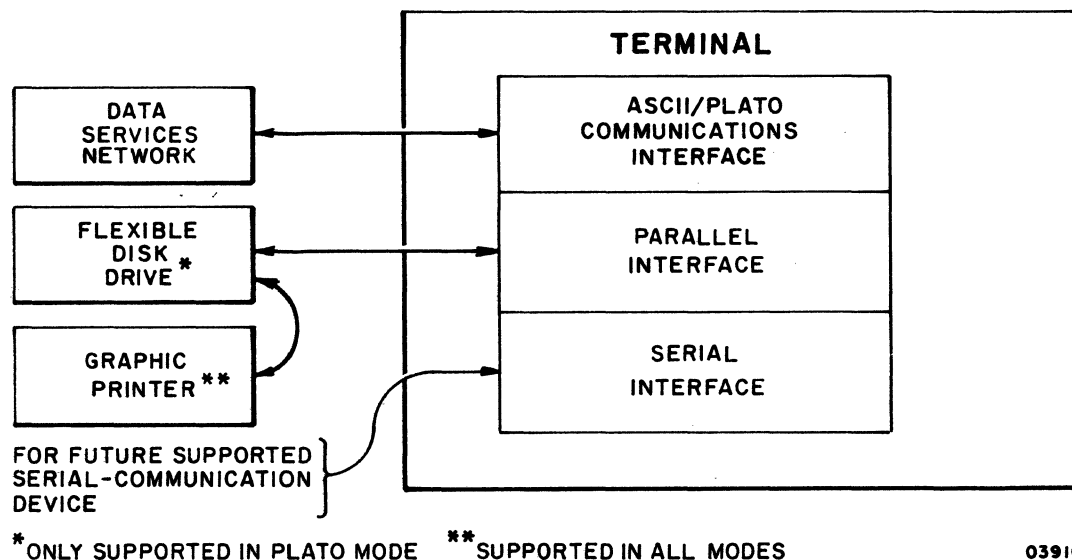 TERMINAL
DATA
SERVICES
NETWORK
ASCII/PLATO
COMMUNICATIONS
INTERFACE
FLEXIBLE
DISK
DRIVE *
PARALLEL
INTERFACE
GRAPHIC
PRINTER **
SERIAL
INTERFACE
FOR FUTURE SUPPORTED
SERIAL-COMMUNICATION
DEVICE
*ONLY SUPPORTED IN PLATO MODE **SUPPORTED IN ALL MODES